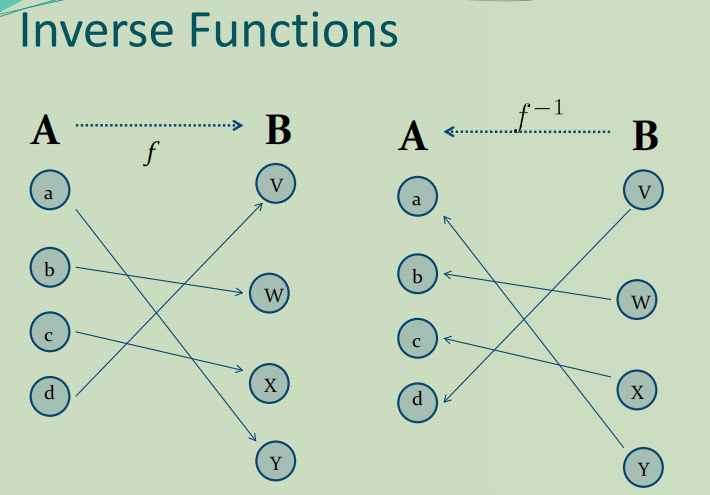 Inverse Functions
A B
f
a V
b W
c X
d Y
A f⁻¹ B
a V
b W
c X
d Y